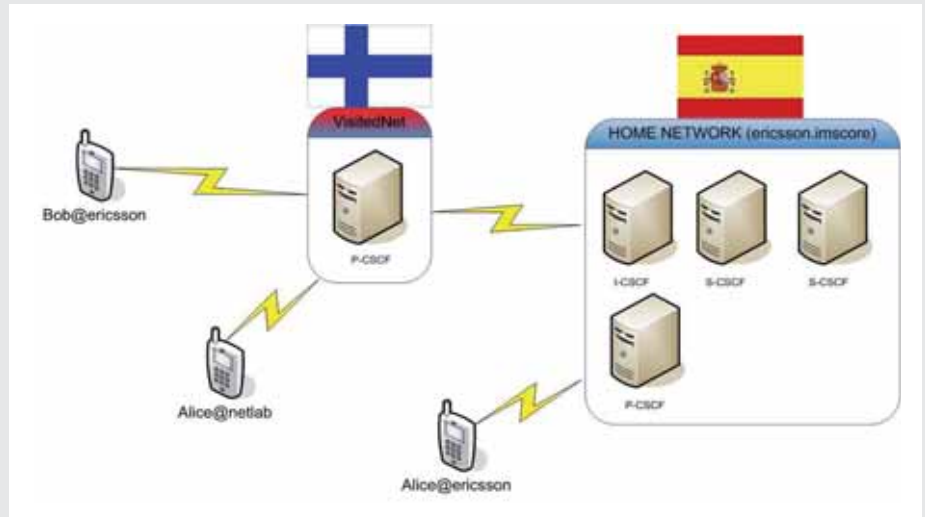 VisitedNet
HOME NETWORK (ericsson.imscore)
P-CSCF
Bob@ericsson
I-CSCF
S-CSCF
S-CSCF
Alice@netlab
P-CSCF
Alice@ericsson